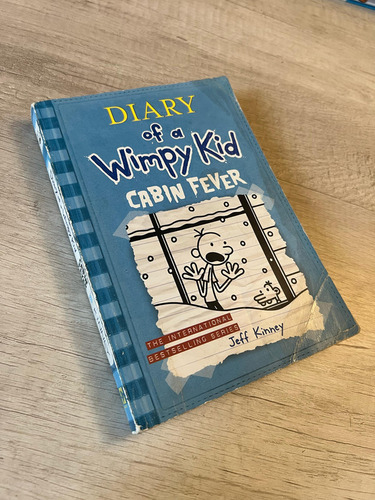 DIARY
of a
Wimpy Kid
CABIN FEVER
THE INTERNATIONAL
BESTSELLING SERIES
Jeff Kinney